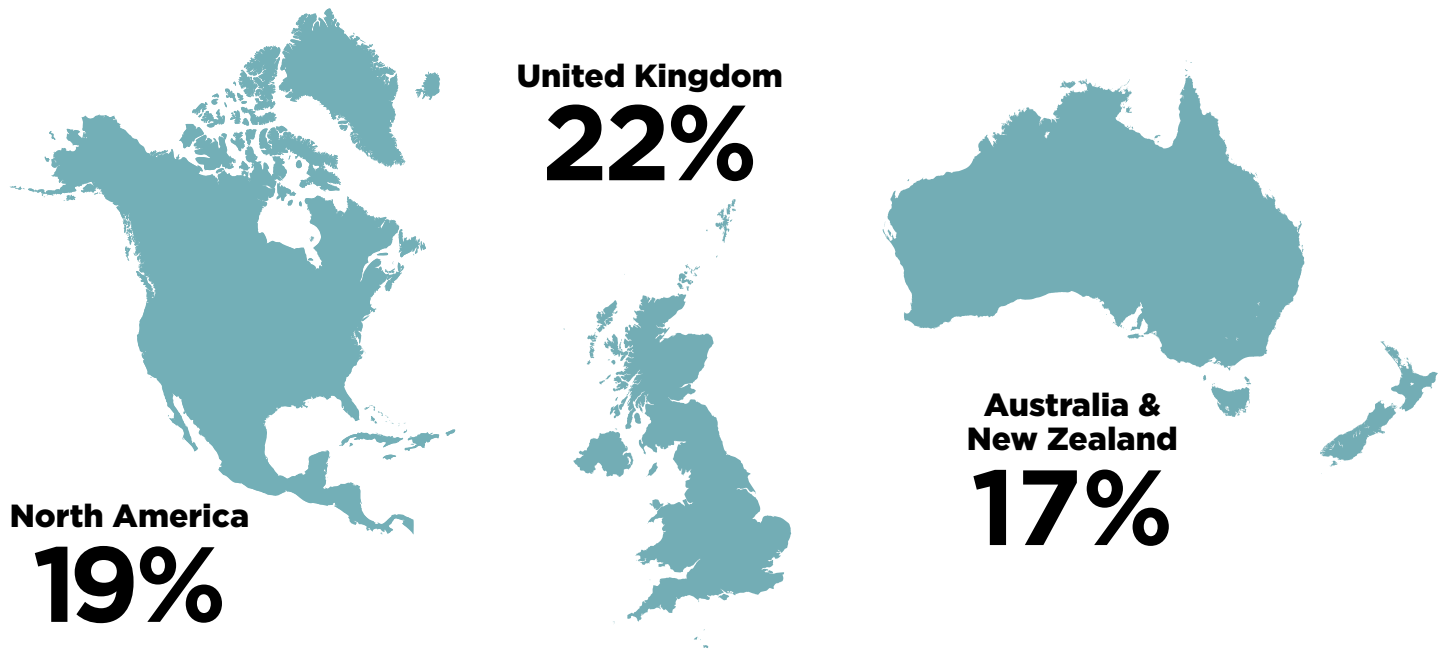 North America
19%
United Kingdom
22%
Australia &
New Zealand
17%